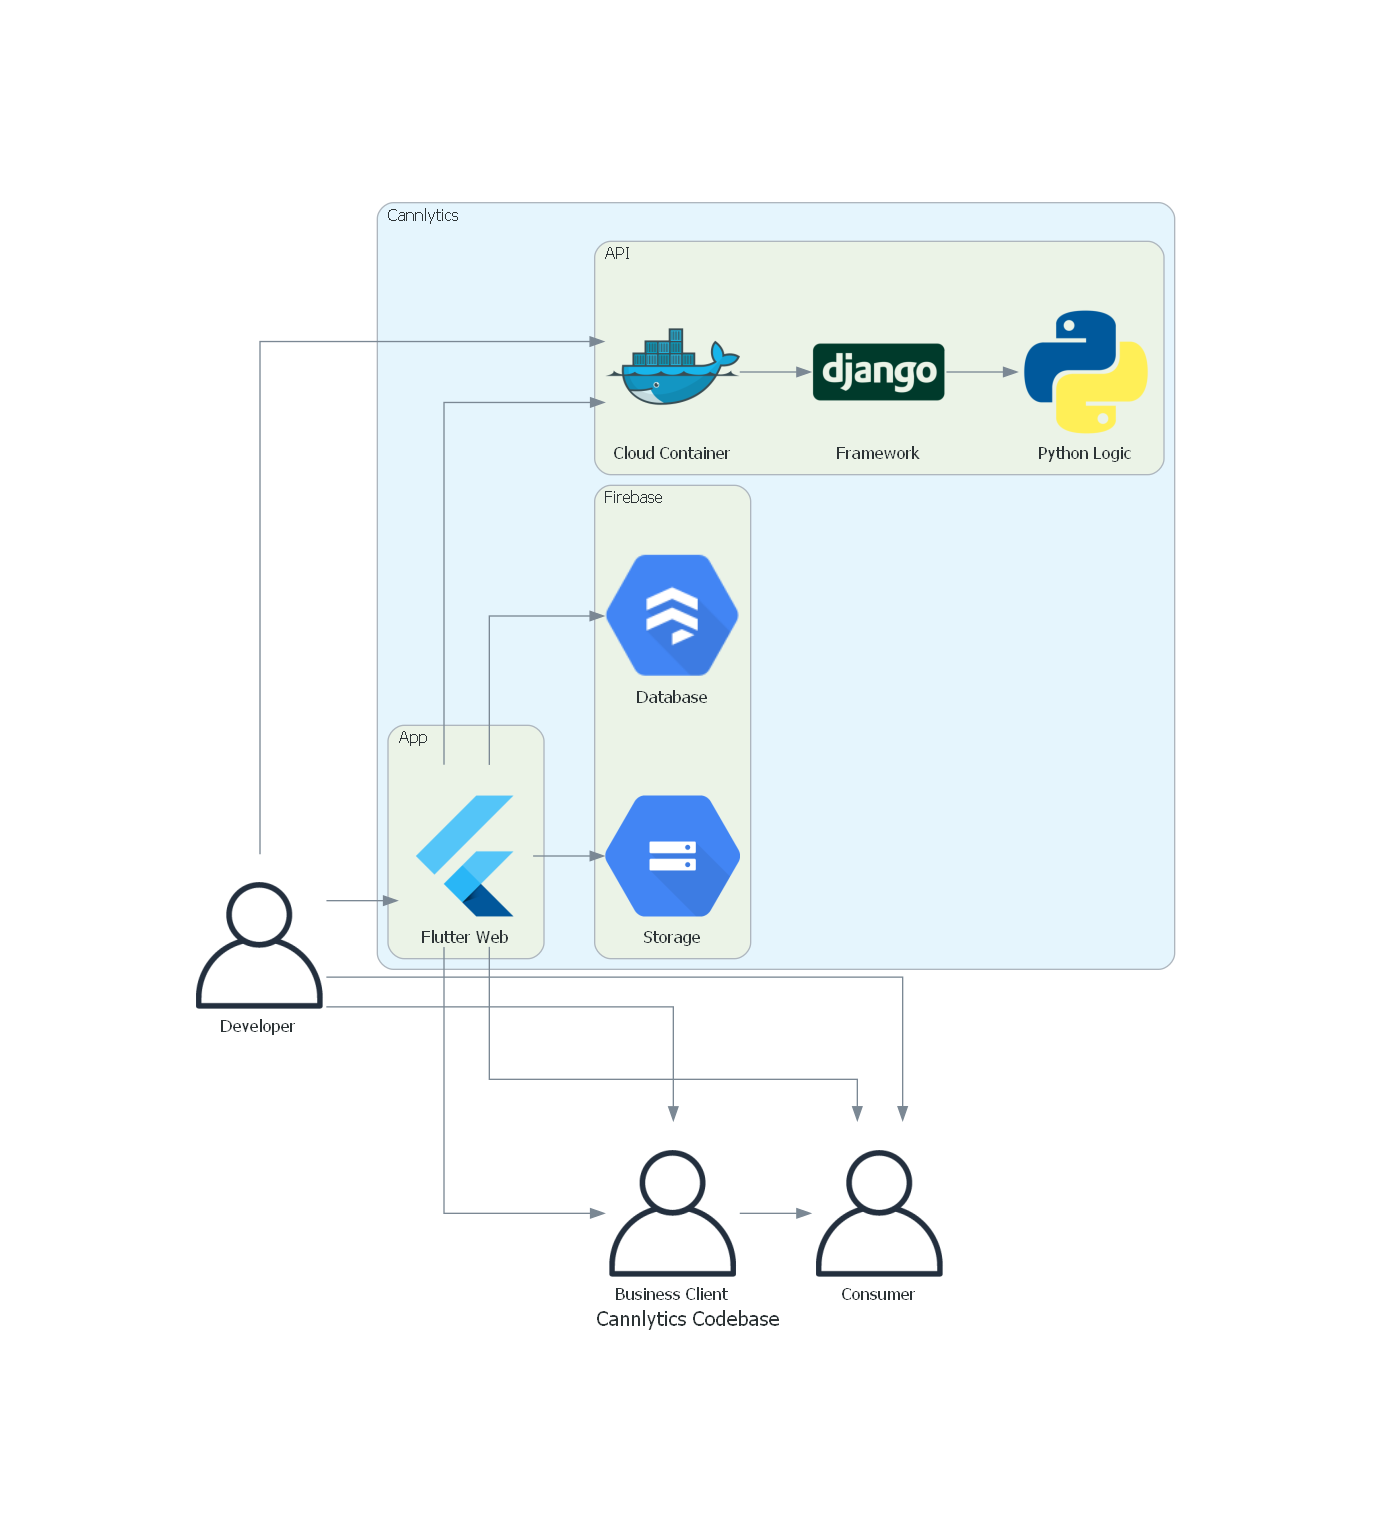 Cannlytics
API
django
Cloud Container
Framework
Python Logic
Firebase
Database
App
Flutter Web
Storage
Developer
Business Client
Consumer
Cannlytics Codebase